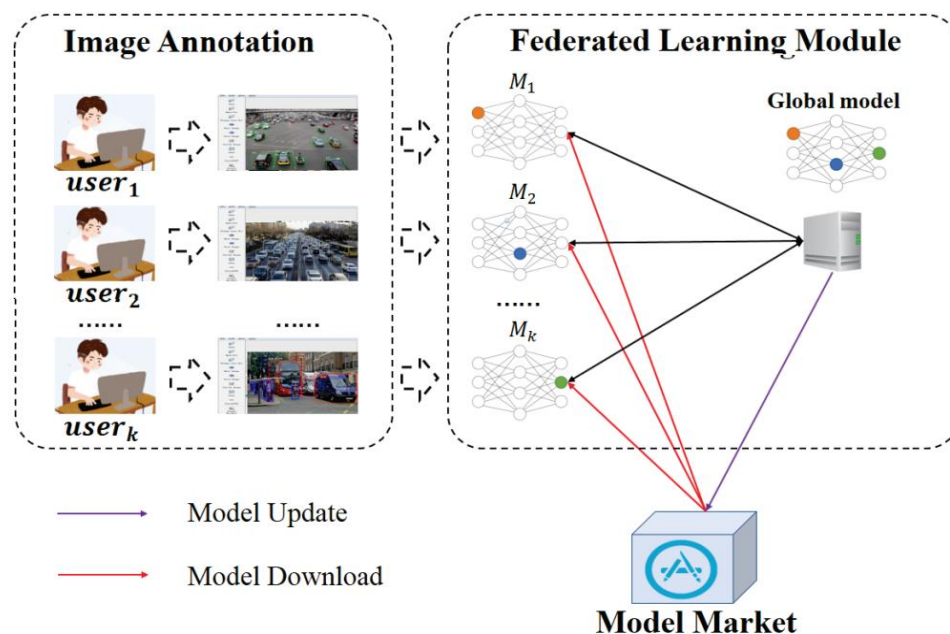 Image Annotation
Federated Learning Module
user₁
user₂
......
......
userₖ
M₁
M₂
......
Mₖ
Global model
Model Update
Model Download
Model Market